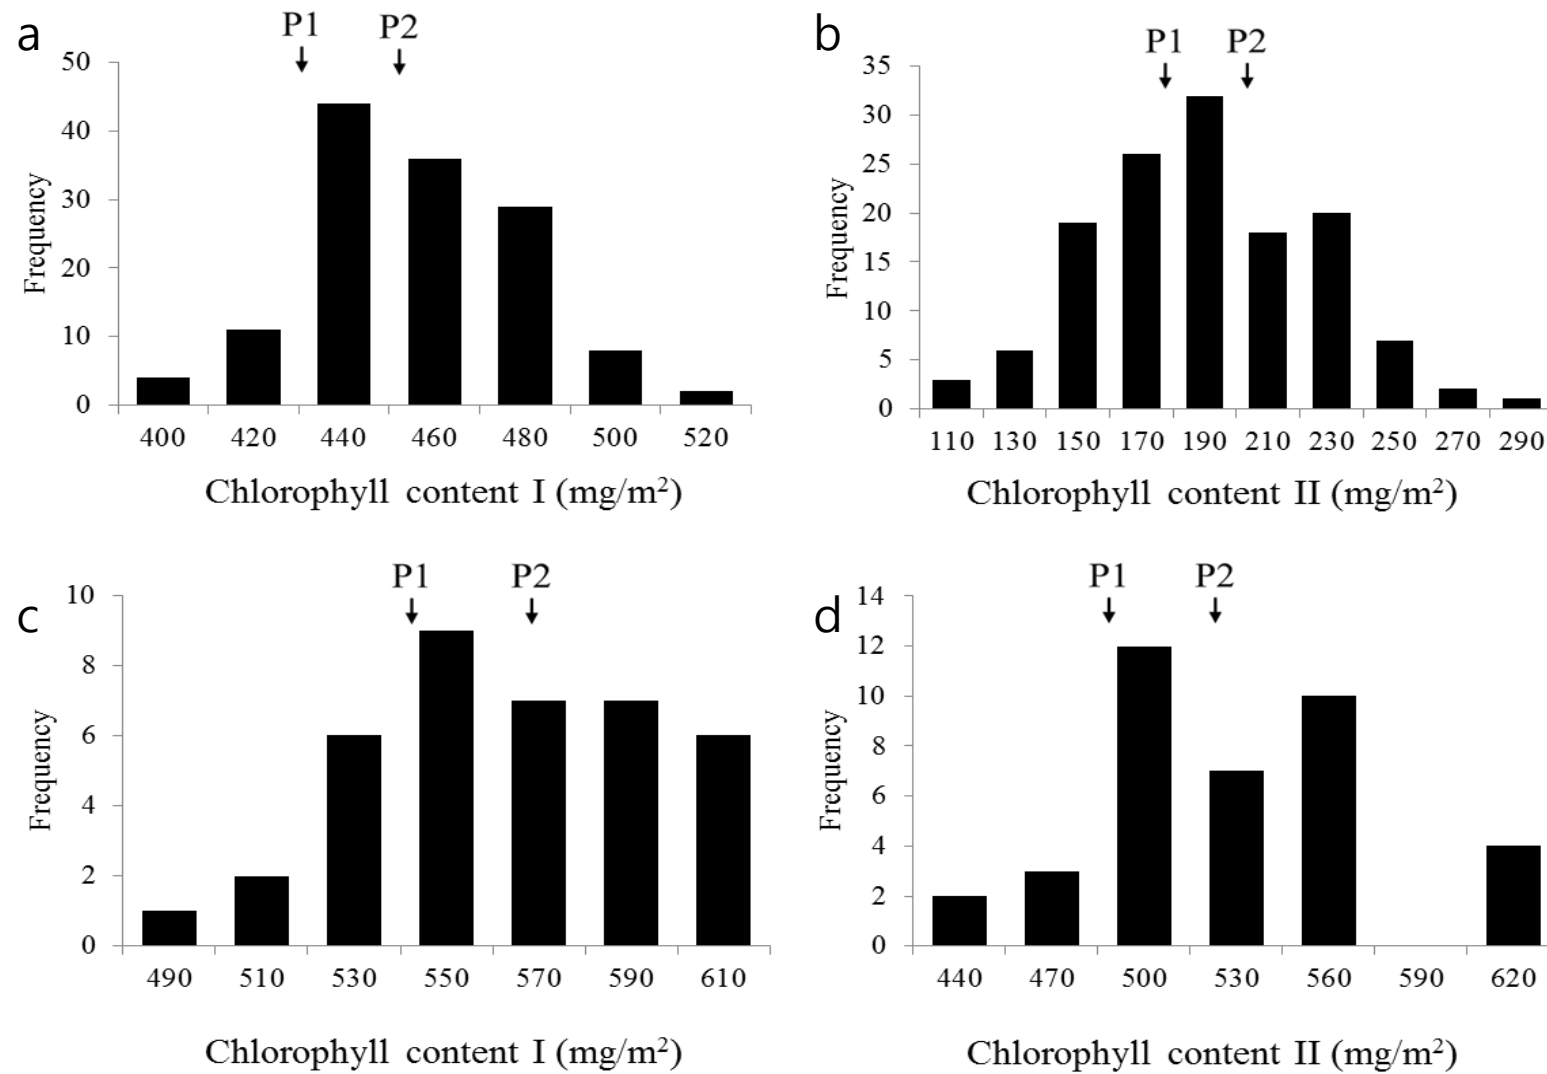 a
P1 P2
50
40
30
20
10
0
Frequency
400 420 440 460 480 500 520
Chlorophyll content I (mg/m²)
b
P1 P2
35
30
25
20
15
10
5
0
Frequency
110 130 150 170 190 210 230 250 270 290
Chlorophyll content II (mg/m²)
c
P1 P2
10
8
6
4
2
0
Frequency
490 510 530 550 570 590 610
Chlorophyll content I (mg/m²)
d
P1 P2
14
12
10
8
6
4
2
0
Frequency
440 470 500 530 560 590 620
Chlorophyll content II (mg/m²)